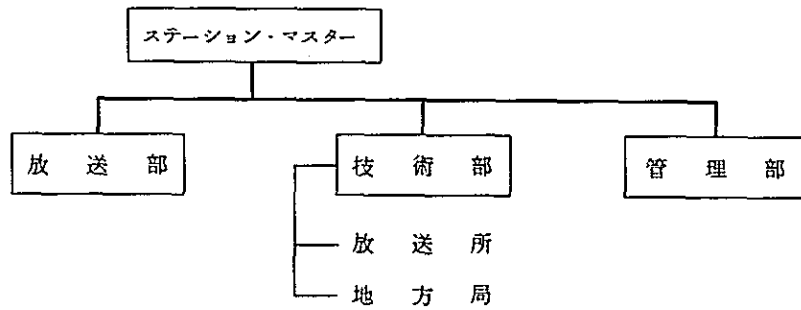 ステーション・マスター
放送部
技術部
管理部
放送所
地方局